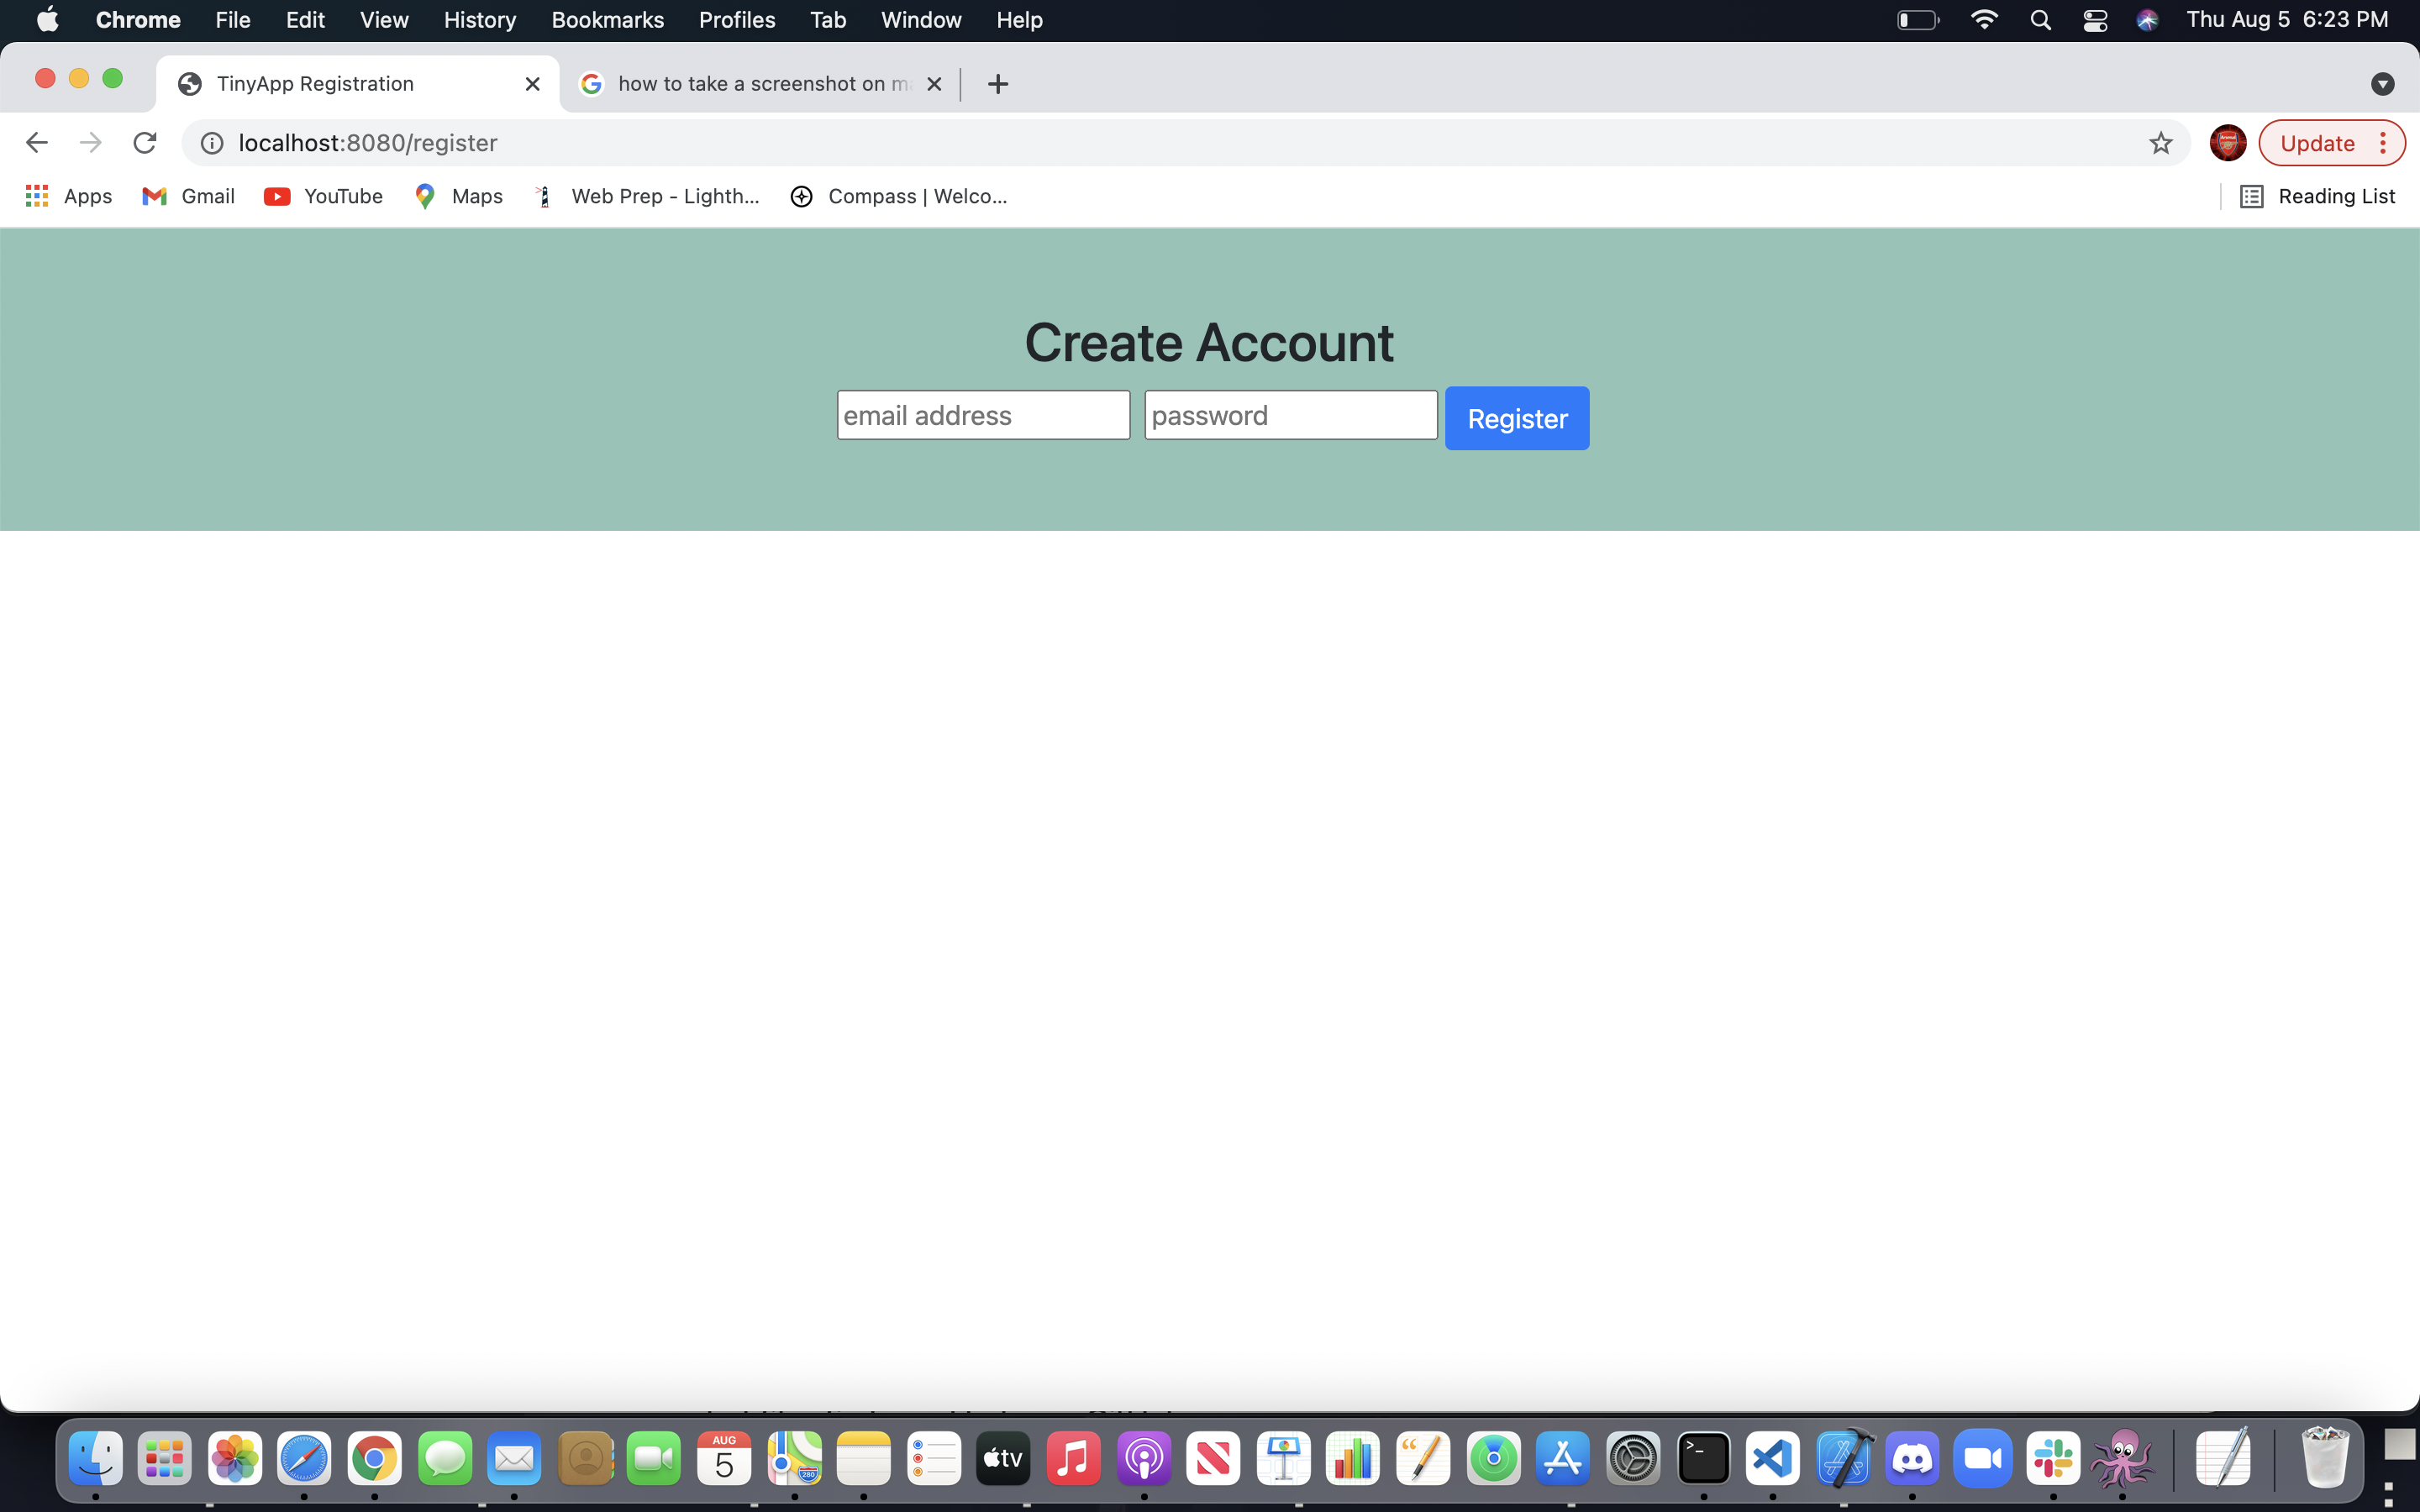 Chrome File Edit View History Bookmarks Profiles Tab Window Help Thu Aug 5 6:23 PM
TinyApp Registration how to take a screenshot on m
localhost:8080/register Update
Apps Gmail YouTube Maps Web Prep - Lighth... Compass | Welco... Reading List
Create Account
email address password Register
AUG
5 280 tv